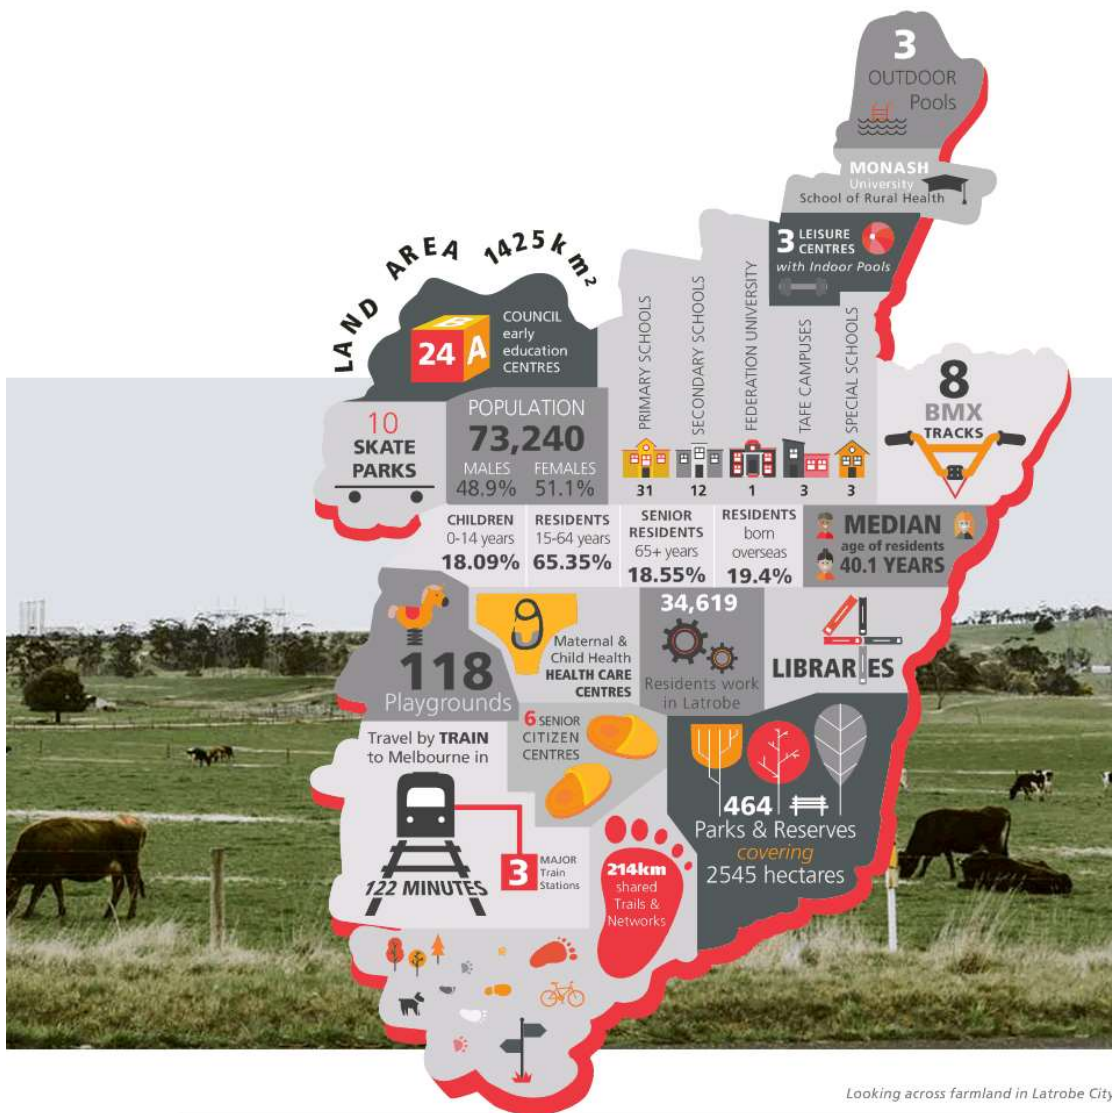 3
OUTDOOR
Pools
MONASH
University
School of Rural Health
3 LEISURE
CENTRES
with Indoor Pools
LAND AREA 1425km²
24
B
A
COUNCIL
early
education
CENTRES
10
SKATE
PARKS
POPULATION
73,240
MALES
48.9%
FEMALES
51.1%
PRIMARY SCHOOLS
31
SECONDARY SCHOOLS
12
FEDERATION UNIVERSITY
1
TAFE CAMPUSES
3
SPECIAL SCHOOLS
3
8
BMX
TRACKS
CHILDREN
0-14 years
18.09%
RESIDENTS
15-64 years
65.35%
SENIOR
RESIDENTS
65+ years
18.55%
RESIDENTS
born
overseas
19.4%
MEDIAN
age of residents
40.1 YEARS
118
Playgrounds
Maternal &
Child Health
HEALTH CARE
CENTRES
34,619
Residents work
in Latrobe
4
LIBRARIES
Travel by TRAIN
to Melbourne in
122 MINUTES
3
MAJOR
Train
Stations
6 SENIOR
CITIZEN
CENTRES
214km
shared
Trails &
Networks
464
Parks & Reserves
covering
2545 hectares
Looking across farmland in Latrobe City